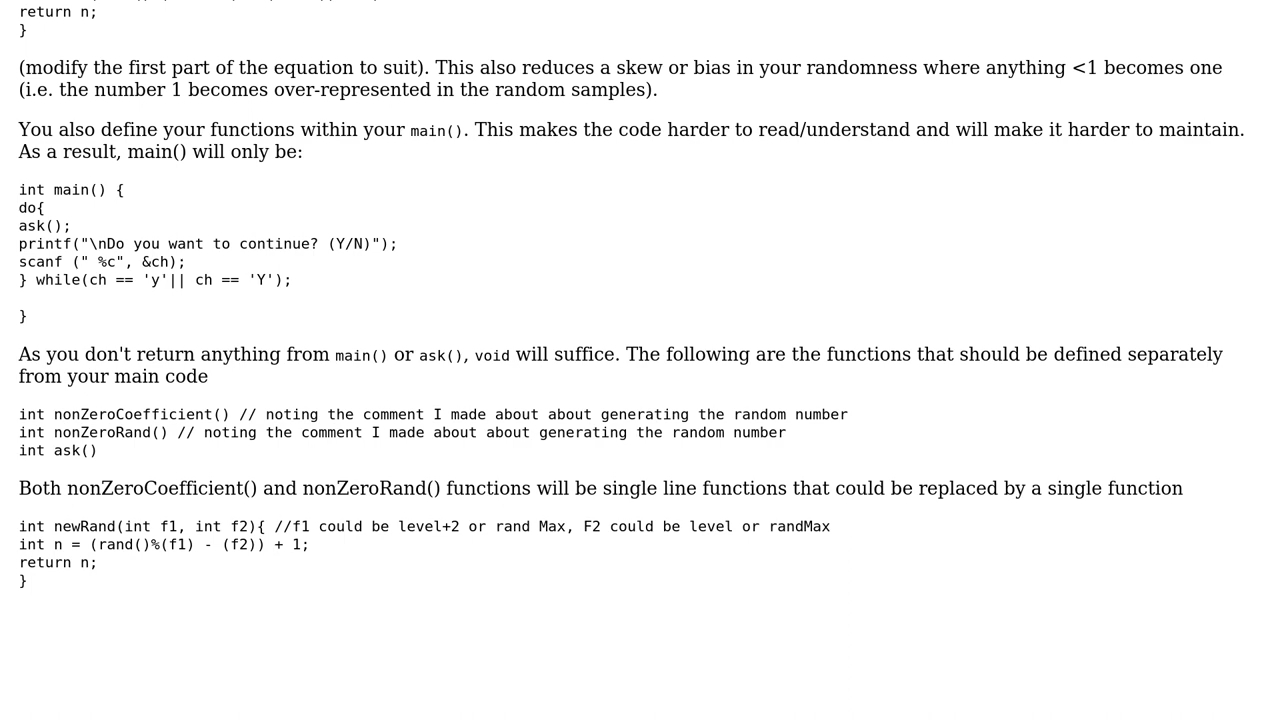 return n;
}
(modify the first part of the equation to suit). This also reduces a skew or bias in your randomness where anything <1 becomes one
(i.e. the number 1 becomes over-represented in the random samples).
You also define your functions within your main(). This makes the code harder to read/understand and will make it harder to maintain.
As a result, main() will only be:
int main() {
do{
ask();
printf("\nDo you want to continue? (Y/N)");
scanf (" %c", &ch);
} while(ch == 'y'|| ch == 'Y');
}
As you don't return anything from main() or ask(), void will suffice. The following are the functions that should be defined separately
from your main code
int nonZeroCoefficient() // noting the comment I made about about generating the random number
int nonZeroRand() // noting the comment I made about about generating the random number
int ask()
Both nonZeroCoefficient() and nonZeroRand() functions will be single line functions that could be replaced by a single function
int newRand(int f1, int f2){ //f1 could be level+2 or rand Max, F2 could be level or randMax
int n = (rand()%(f1) - (f2)) + 1;
return n;
}